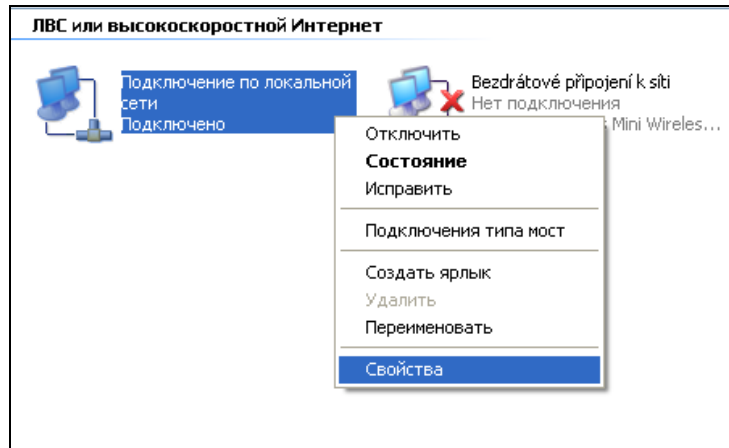 ЛВС или высокоскоростной Интернет
Подключение по локальной
сети
Подключено
Bezdrátové připojení k síti
Нет подключения
Mini Wireles...
Отключить
Состояние
Исправить
Подключения типа мост
Создать ярлык
Удалить
Переименовать
Свойства